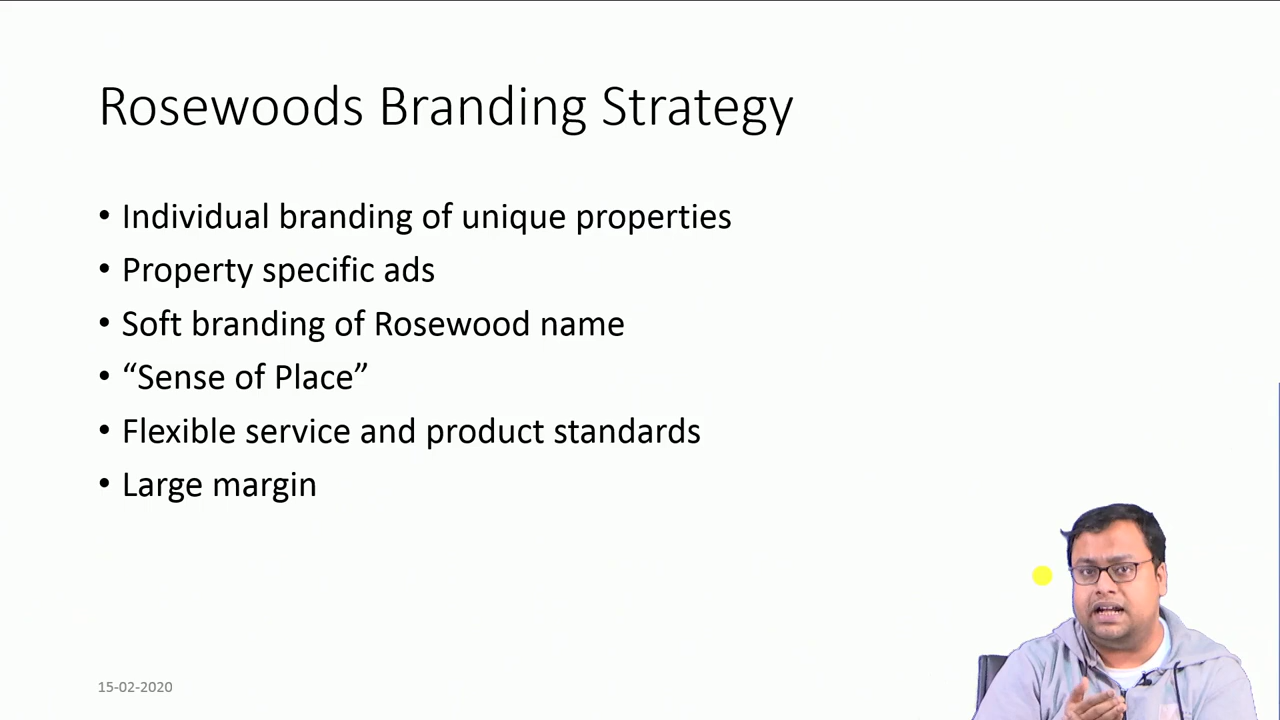 Rosewoods Branding Strategy
• Individual branding of unique properties
• Property specific ads
• Soft branding of Rosewood name
• “Sense of Place”
• Flexible service and product standards
• Large margin
15-02-2020